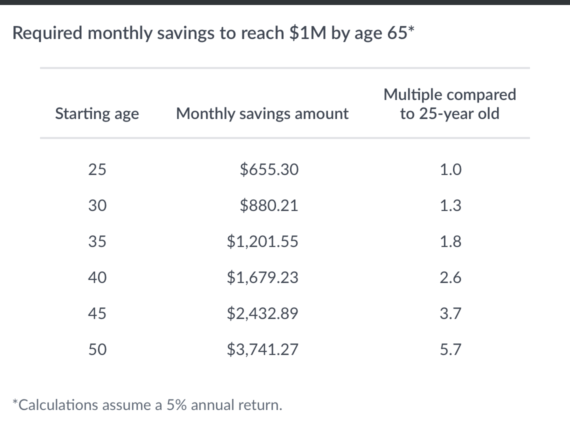 Required monthly savings to reach $1M by age 65*
Multiple compared
Starting age Monthly savings amount to 25-year old
25 $655.30 1.0
30 $880.21 1.3
35 $1,201.55 1.8
40 $1,679.23 2.6
45 $2,432.89 3.7
50 $3,741.27 5.7
*Calculations assume a 5% annual return.